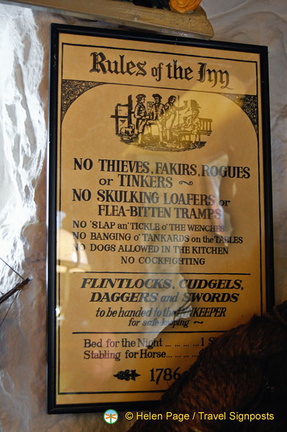 Rules of the Inn
NO THIEVES, FAKIRS, ROGUES
or TINKERS
NO SKULKING LOAFERS or
FLEA-BITTEN TRAMPS
NO 'SLAP an' TICKLE o' THE WENCHES
NO BANGING o' TANKARDS on the TABLES
NO DOGS ALLOWED IN THE KITCHEN
NO COCKFIGHTING
FLINTLOCKS, CUDGELS,
DAGGERS and SWORDS
to be handed to the KEEPER
for safe keeping
Bed for the Night
Stabling for Horse
1786
© Helen Page / Travel Signposts